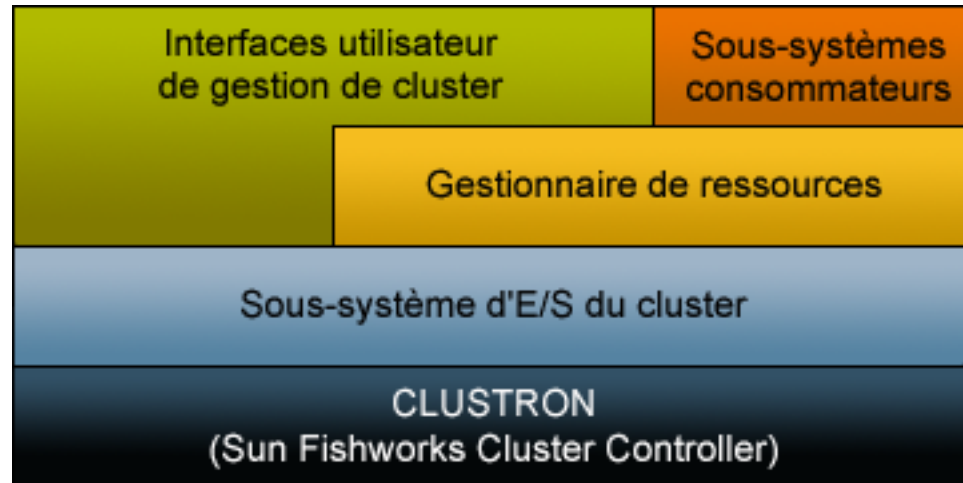 Interfaces utilisateur
de gestion de cluster
Sous-systèmes
consommateurs
Gestionnaire de ressources
Sous-système d'E/S du cluster
CLUSTRON
(Sun Fishworks Cluster Controller)